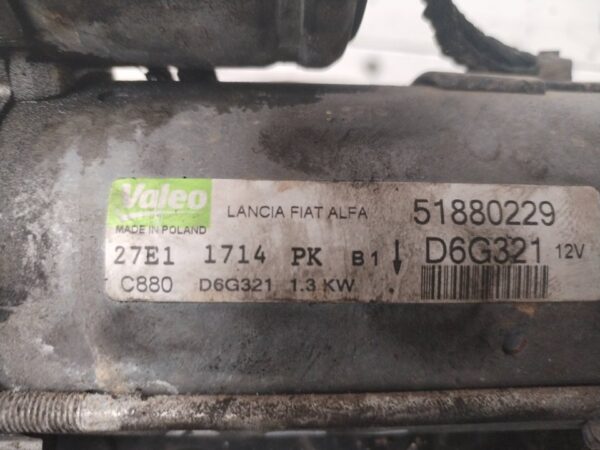 Valeo LANCIA FIAT ALFA 51880229
MADE IN POLAND
27E1 1714 PK B1 D6G321 12V
C880 D6G321 1.3 KW